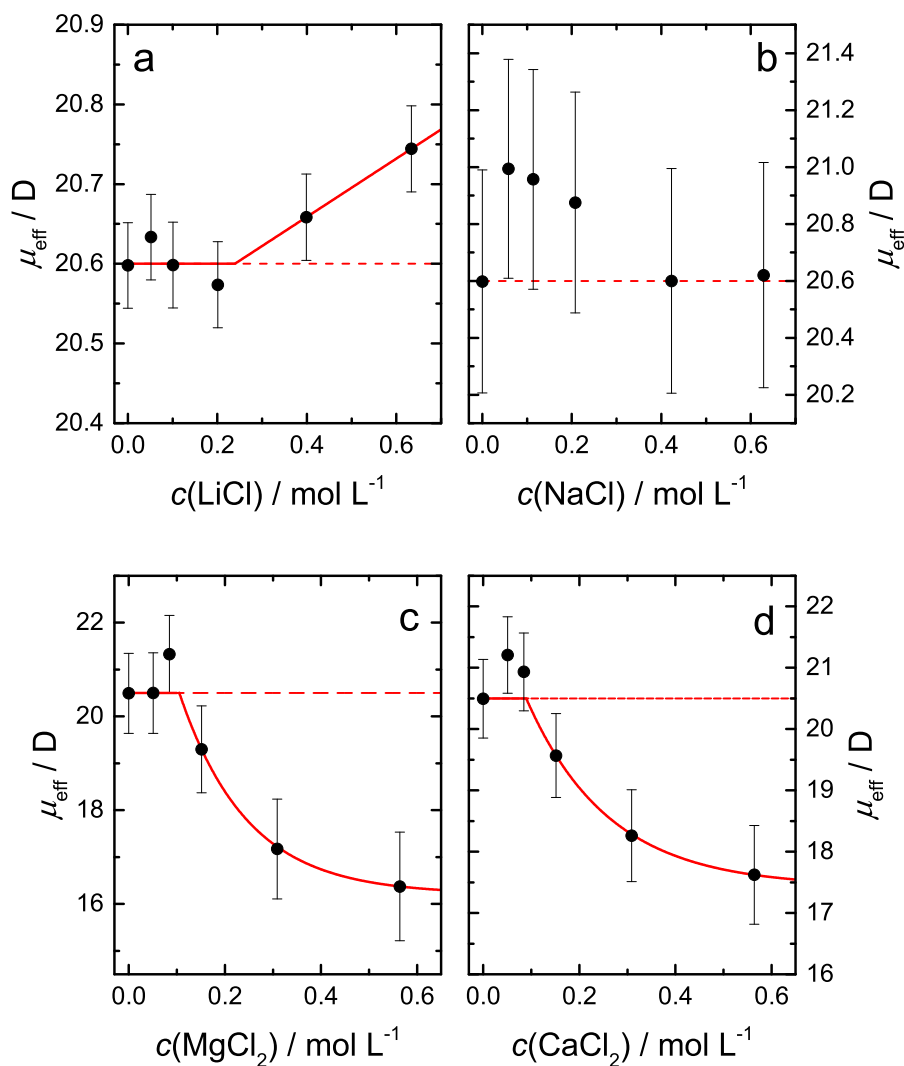 a
20.9
20.8
20.7
20.6
20.5
20.4
μeff / D
0.0 0.2 0.4 0.6
c(LiCl) / mol L⁻¹
b
21.4
21.2
21.0
20.8
20.6
20.4
20.2
μeff / D
0.0 0.2 0.4 0.6
c(NaCl) / mol L⁻¹
c
22
20
18
16
μeff / D
0.0 0.2 0.4 0.6
c(MgCl₂) / mol L⁻¹
d
22
21
20
19
18
17
16
μeff / D
0.0 0.2 0.4 0.6
c(CaCl₂) / mol L⁻¹